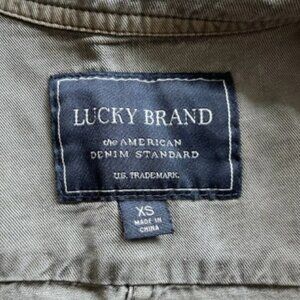 LUCKY BRAND
the AMERICAN
DENIM STANDARD
U.S. TRADEMARK.
XS
MADE IN
CHINA